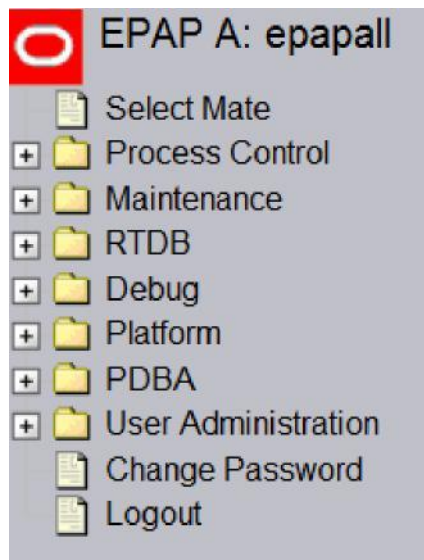 EPAP A: epapall
Select Mate
Process Control
Maintenance
RTDB
Debug
Platform
PDBA
User Administration
Change Password
Logout